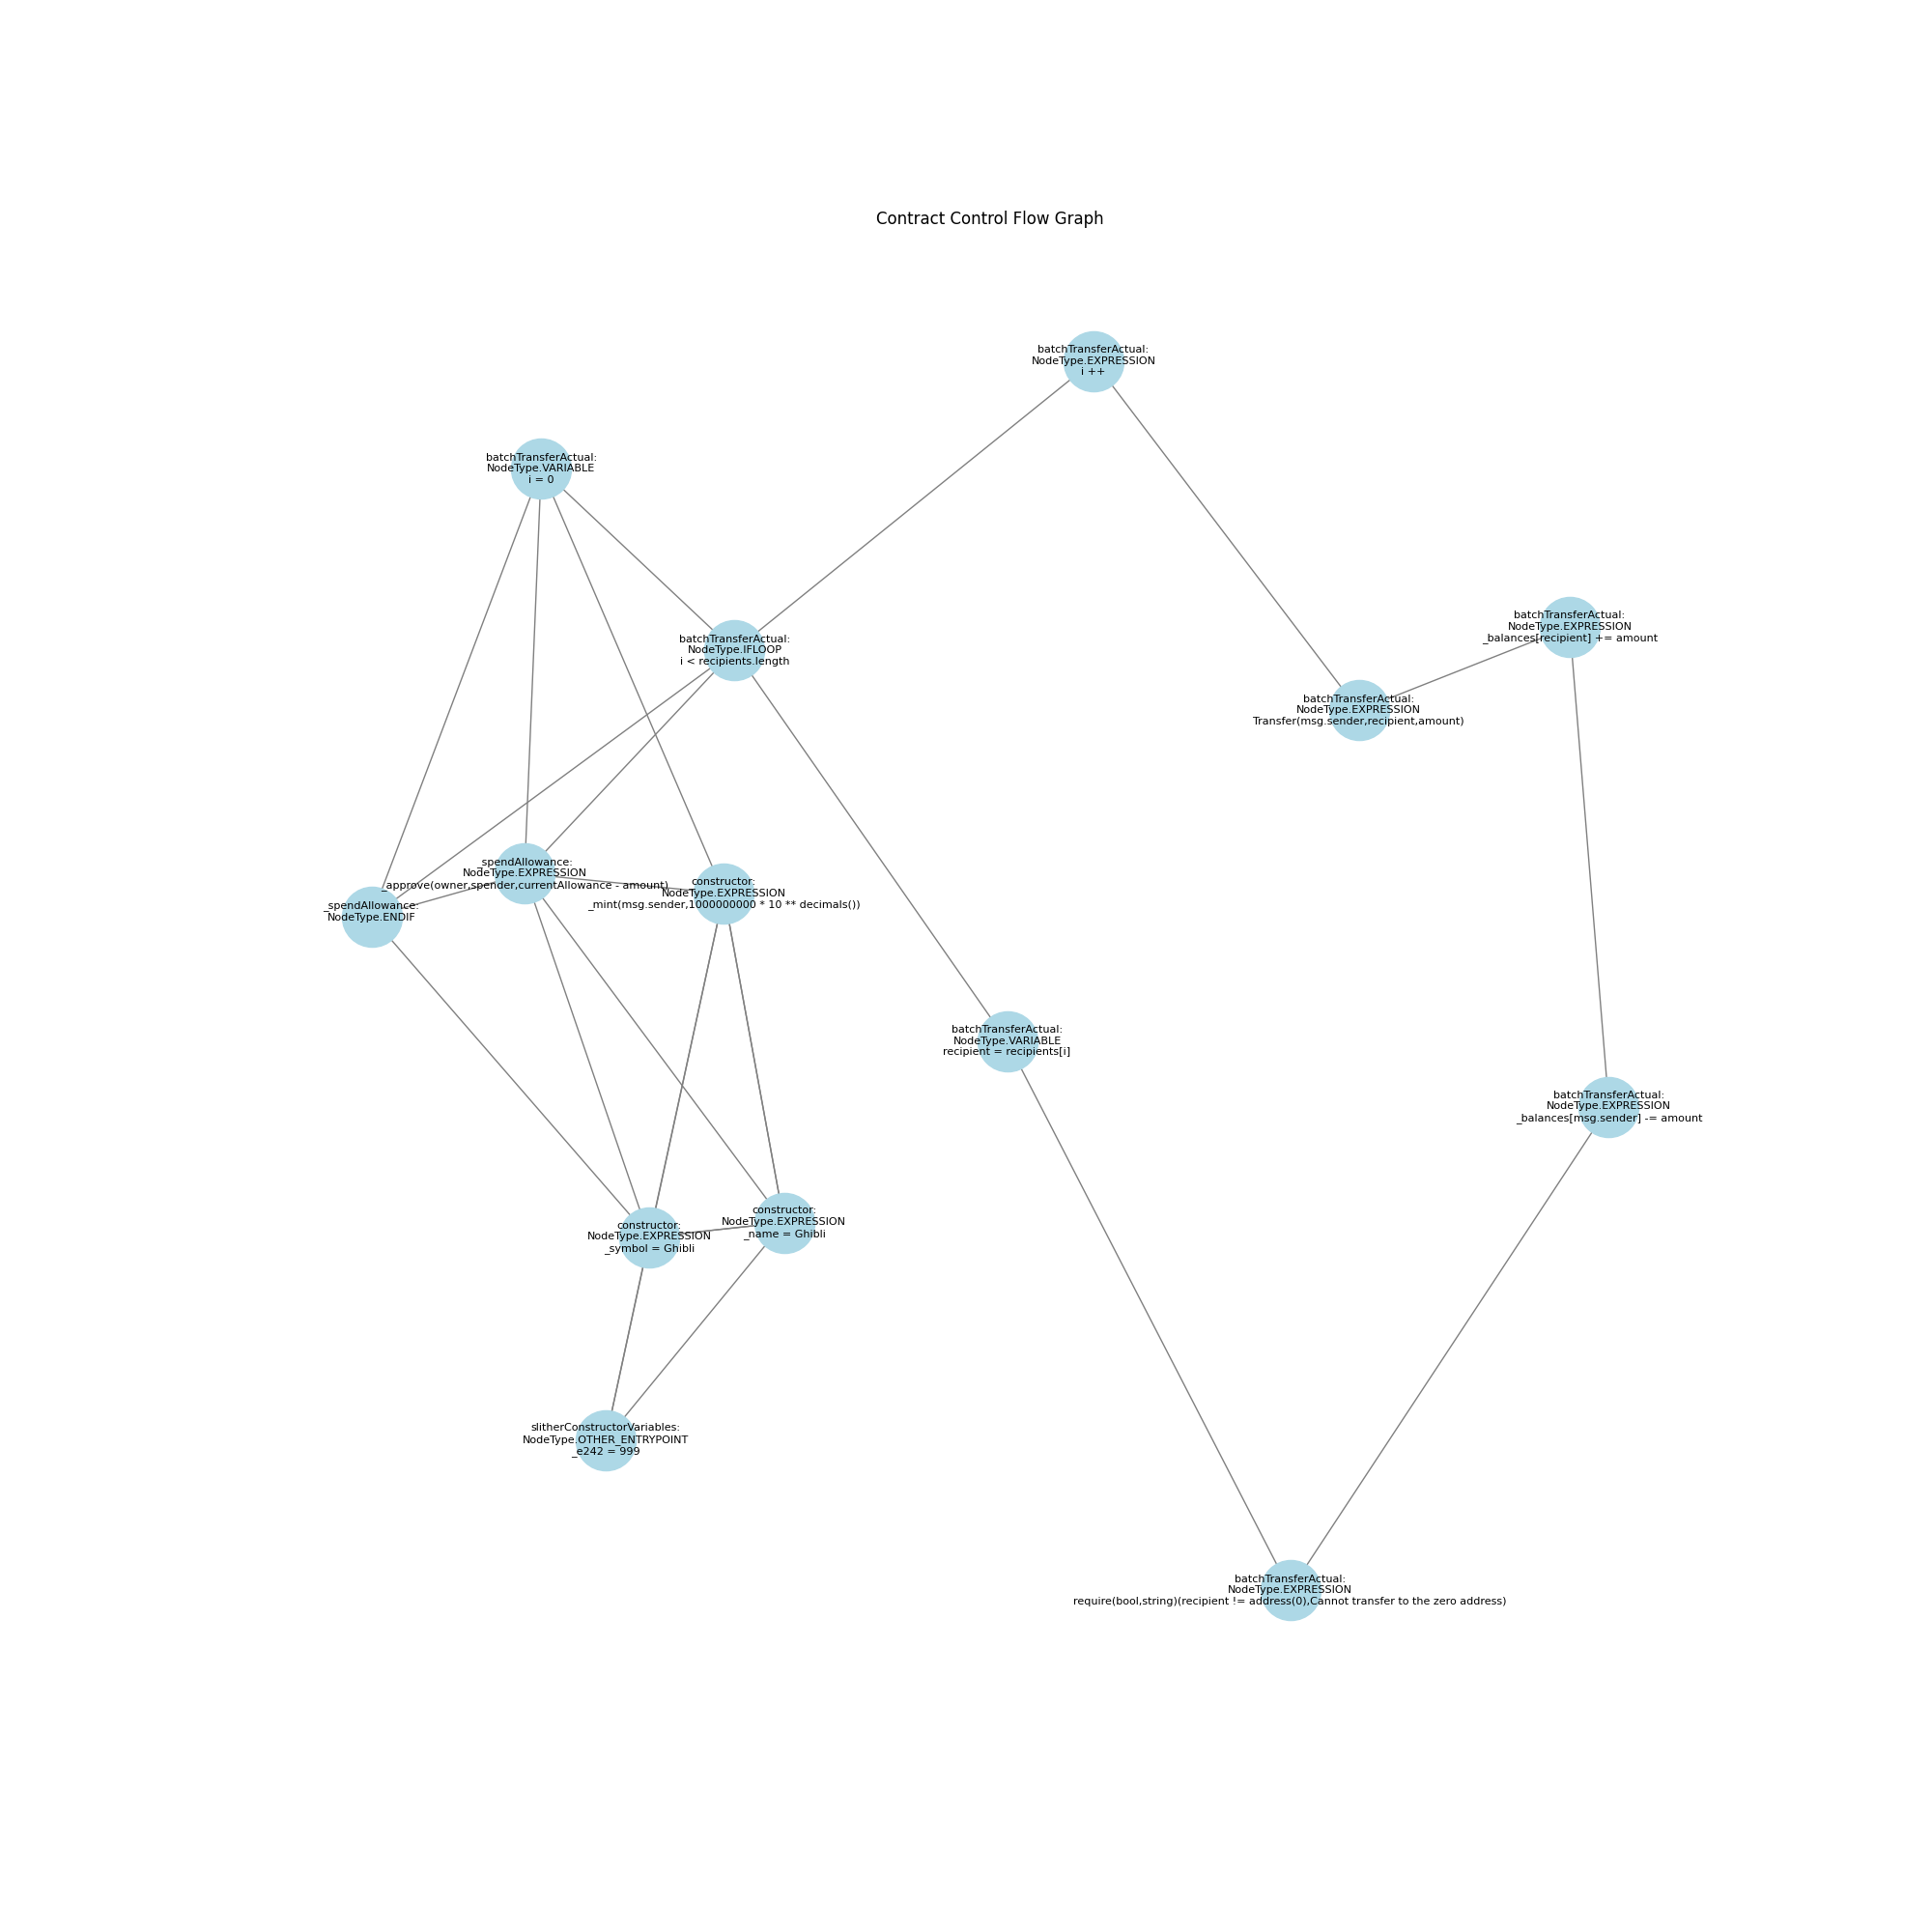 Contract Control Flow Graph
batchTransferActual:
NodeType.EXPRESSION
i ++
batchTransferActual:
NodeType.VARIABLE
i = 0
batchTransferActual:
NodeType.EXPRESSION
_balances[recipient] += amount
batchTransferActual:
NodeType.IFLOOP
i < recipients.length
batchTransferActual:
NodeType.EXPRESSION
Transfer(msg.sender,recipient,amount)
_spendAllowance:
NodeType.EXPRESSION
_approve(owner,spender,currentAllowance - amount)
constructor:
NodeType.EXPRESSION
_mint(msg.sender,1000000000 * 10 ** decimals())
_spendAllowance:
NodeType.ENDIF
batchTransferActual:
NodeType.VARIABLE
recipient = recipients[i]
batchTransferActual:
NodeType.EXPRESSION
_balances[msg.sender] -= amount
constructor:
NodeType.EXPRESSION
_name = Ghibli
constructor:
NodeType.EXPRESSION
_symbol = Ghibli
slitherConstructorVariables:
NodeType.OTHER_ENTRYPOINT
_e242 = 999
batchTransferActual:
NodeType.EXPRESSION
require(bool,string)(recipient != address(0),Cannot transfer to the zero address)